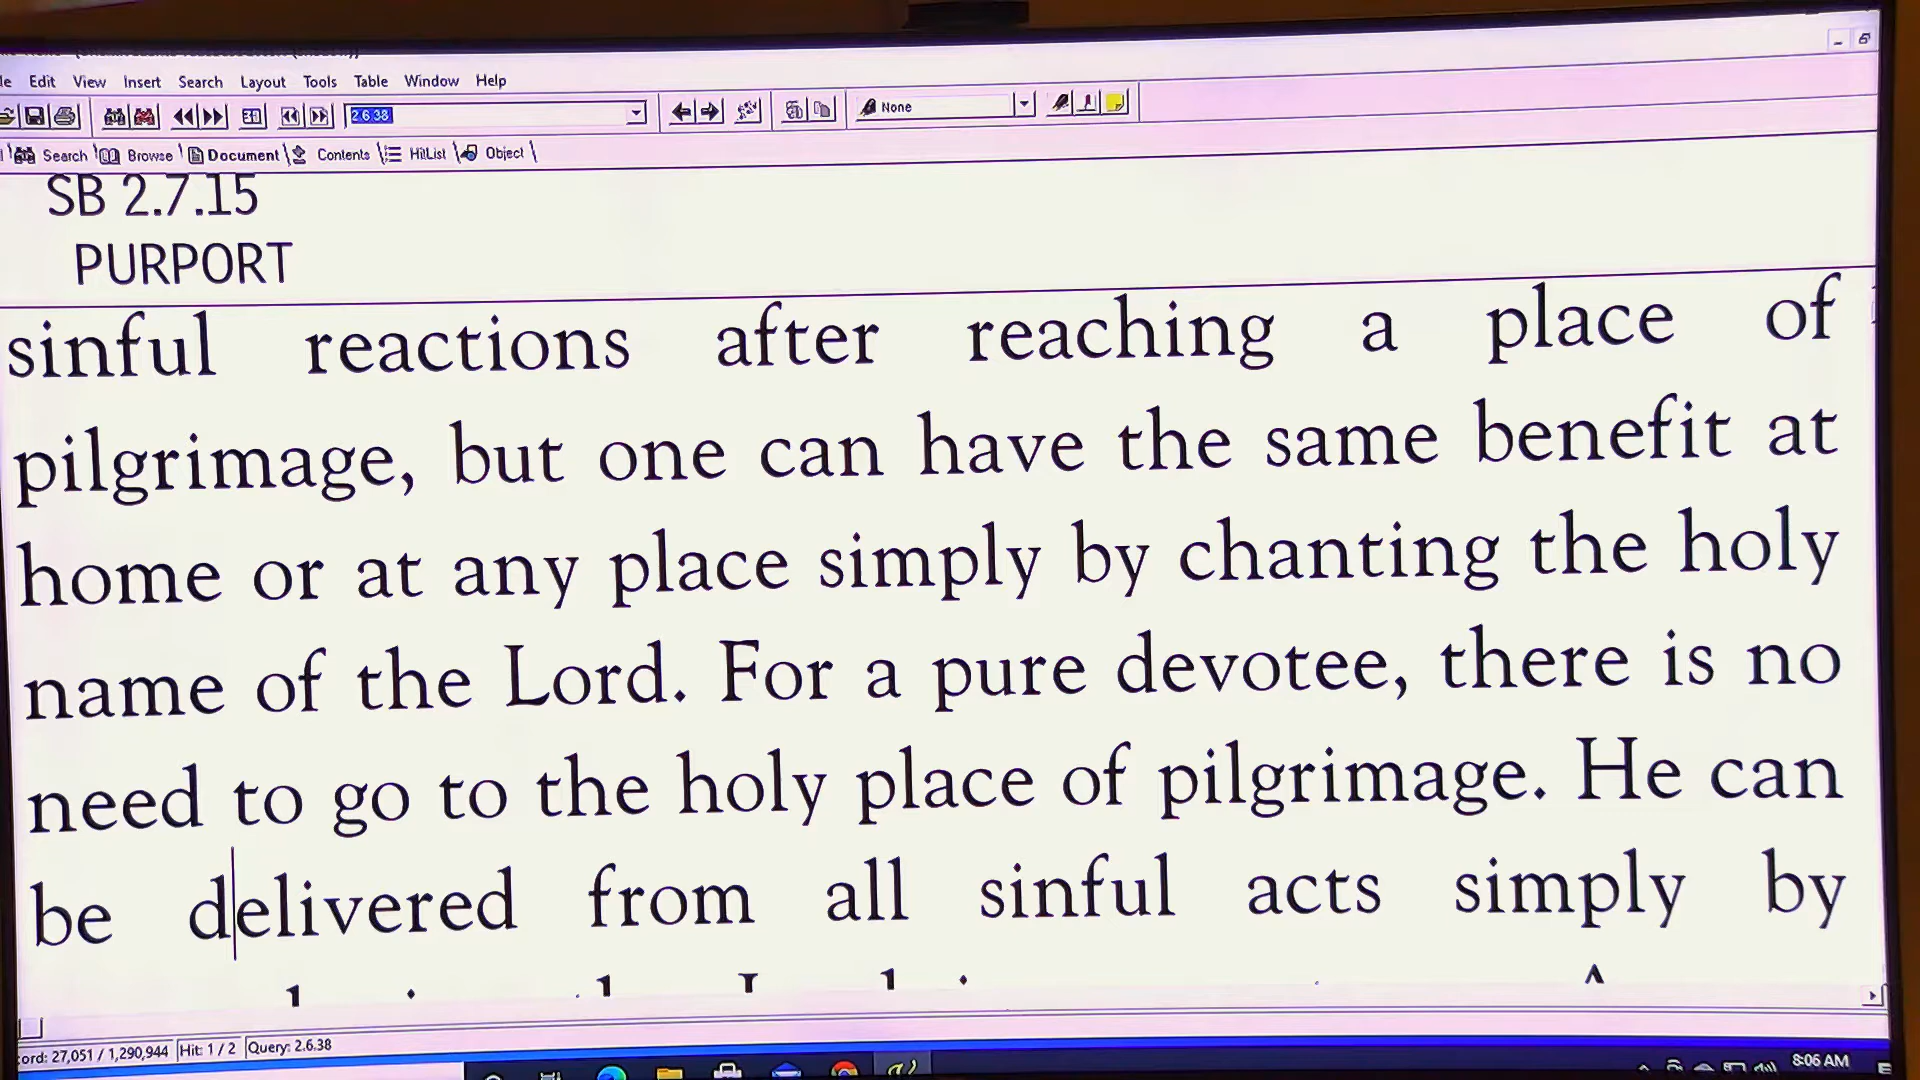 Edit View Insert Search Layout Tools Table Window Help
2.6.38 None
Search Browse Document Contents HitList Object
SB 2.7.15
PURPORT
sinful reactions after reaching a place of
pilgrimage, but one can have the same benefit at
home or at any place simply by chanting the holy
name of the Lord. For a pure devotee, there is no
need to go to the holy place of pilgrimage. He can
be delivered from all sinful acts simply by
ord: 27,051 / 1,290,944 Hit: 1 / 2 Query: 2.6.38
8:06 AM